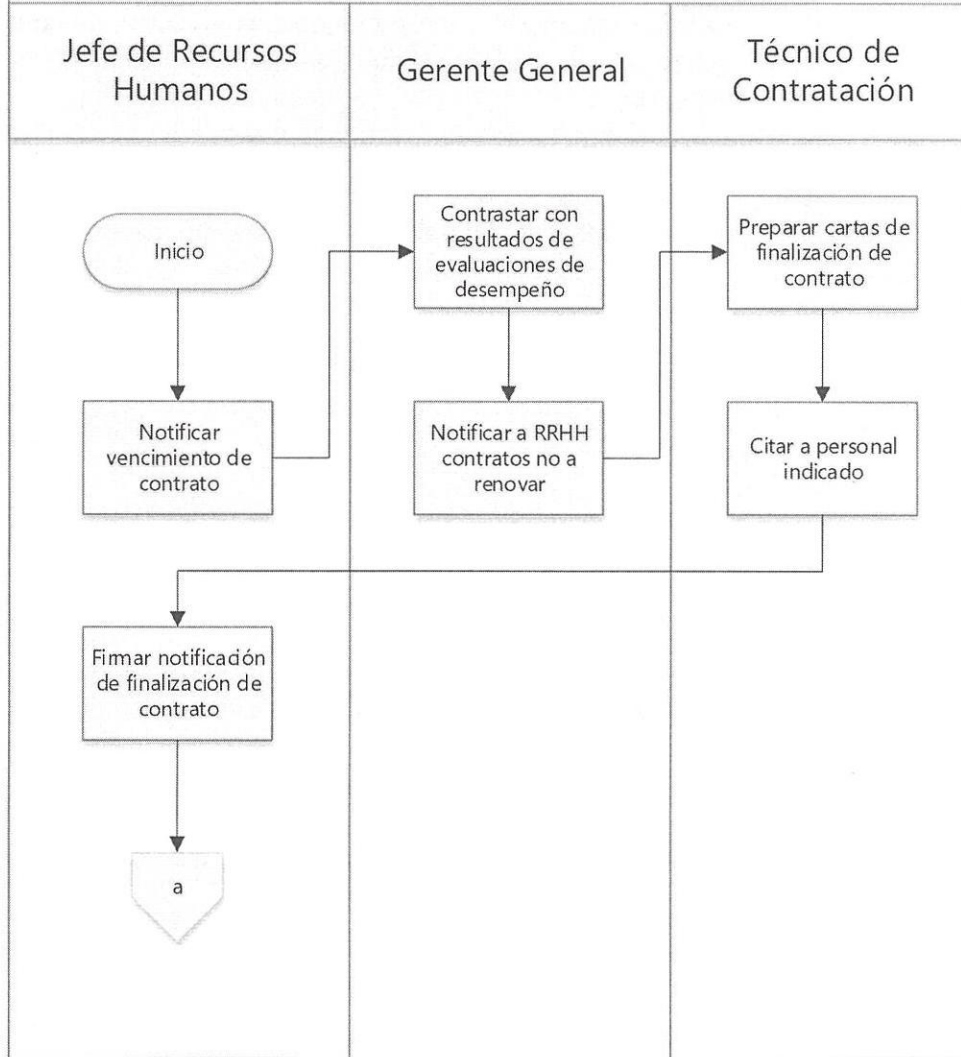 Jefe de Recursos
Humanos
Gerente General
Técnico de
Contratación
Inicio
Contrastar con
resultados de
evaluaciones de
desempeño
Preparar cartas de
finalización de
contrato
Notificar
vencimiento de
contrato
Notificar a RRHH
contratos no a
renovar
Citar a personal
indicado
Firmar notificación
de finalización de
contrato
a